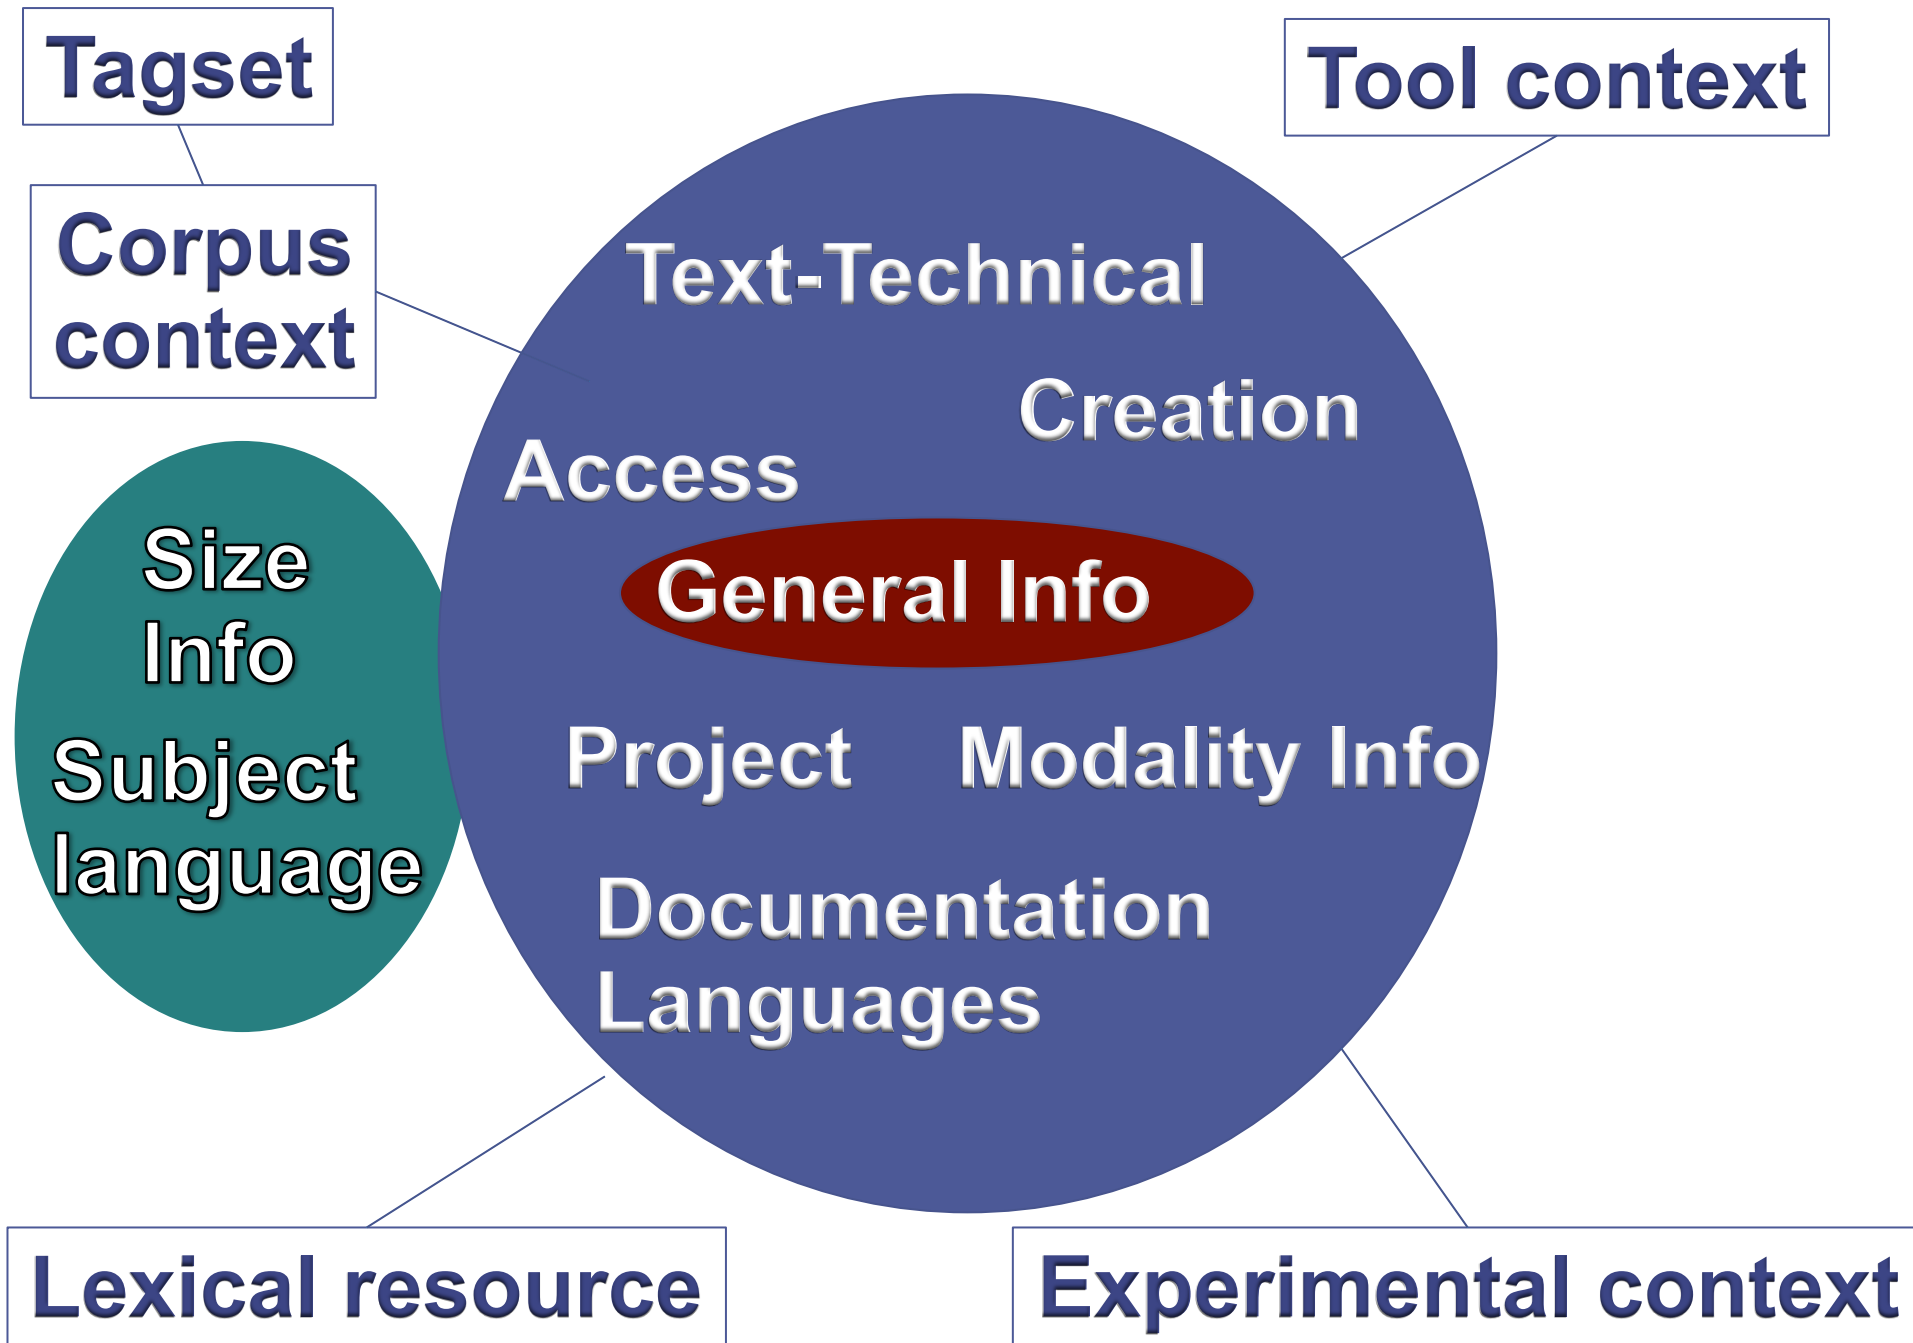 Tagset
Tool context
Corpus
context
Text-Technical
Creation
Access
Size
Info
General Info
Subject
language
Project
Modality Info
Documentation
Languages
Lexical resource
Experimental context